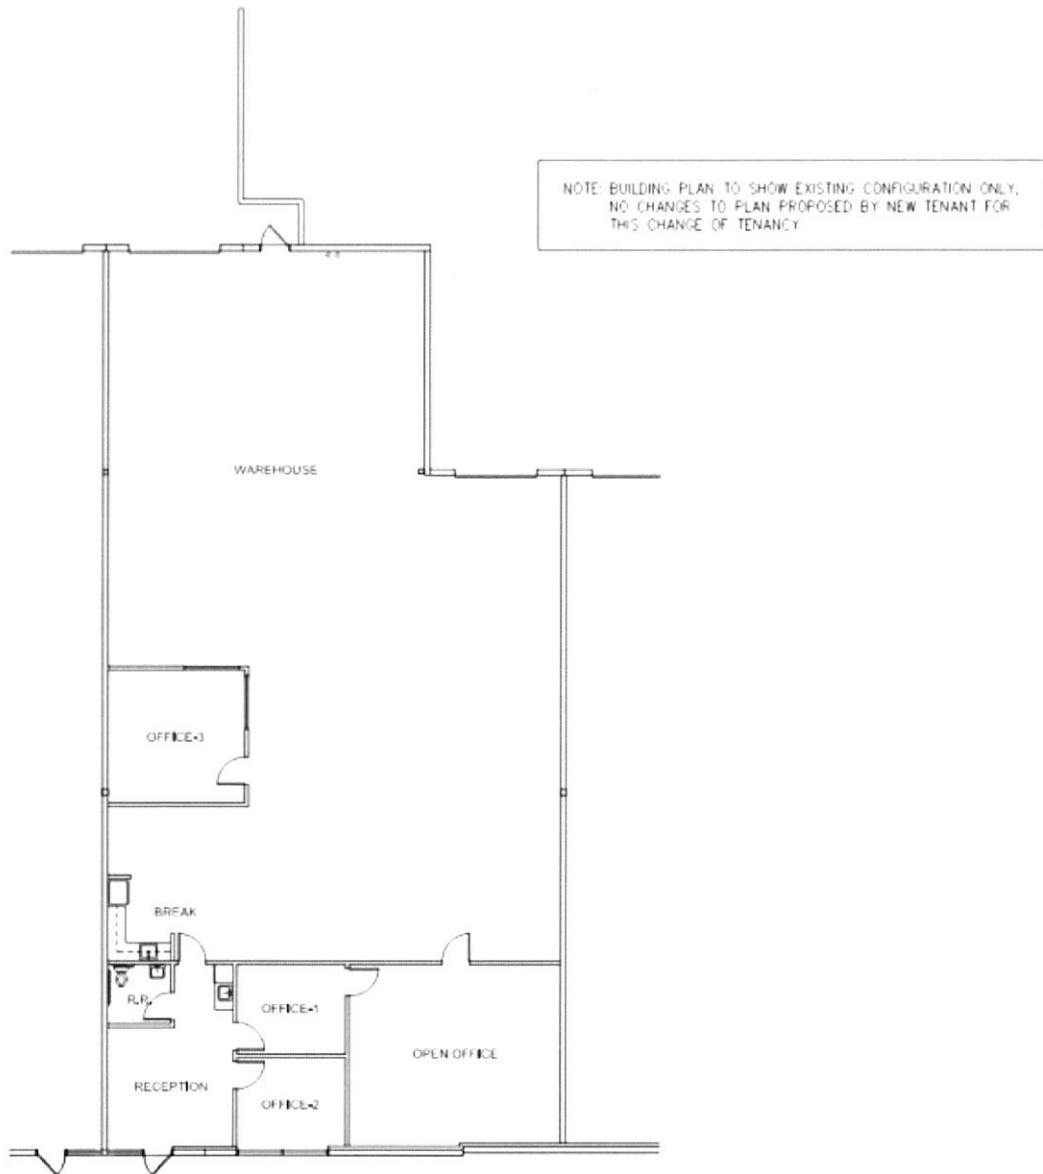 NOTE: BUILDING PLAN TO SHOW EXISTING CONFIGURATION ONLY,
NO CHANGES TO PLAN PROPOSED BY NEW TENANT FOR
THIS CHANGE OF TENANCY
WAREHOUSE
OFFICE-3
BREAK
R.R.
OFFICE-1
OPEN OFFICE
RECEPTION
OFFICE-2